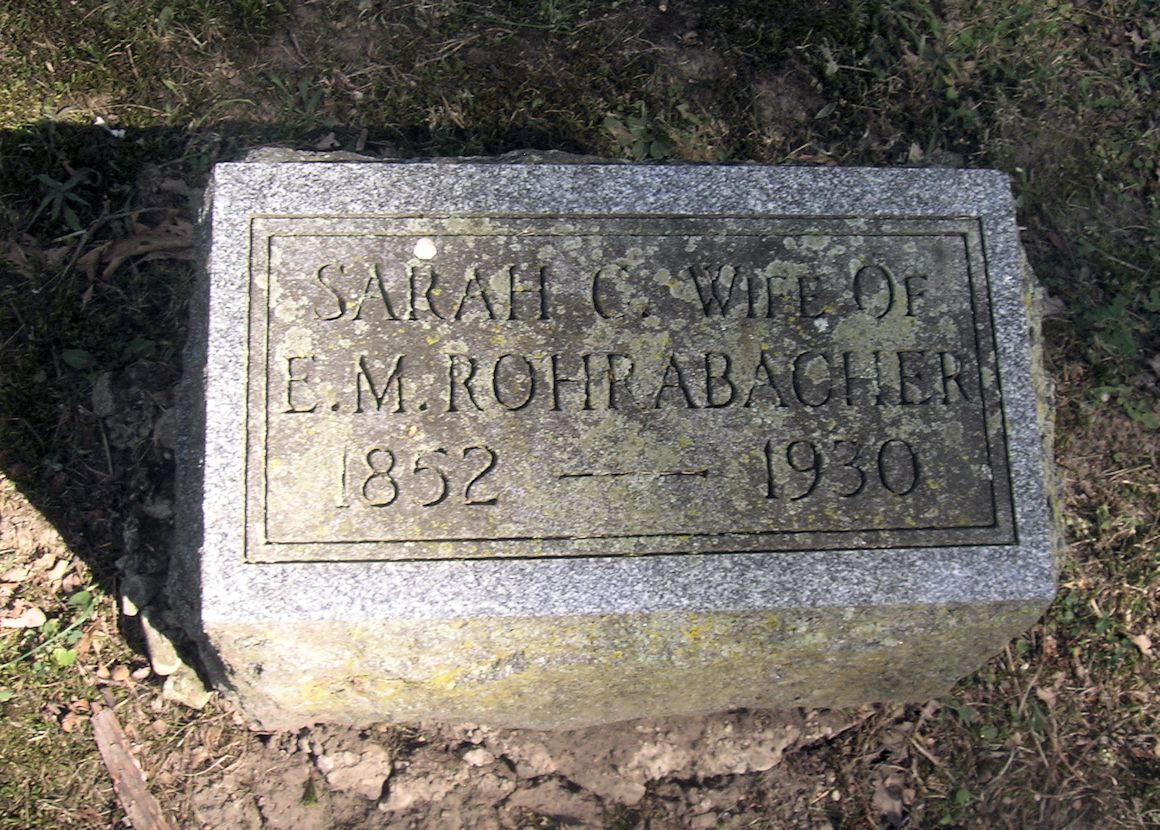 SARAH C. WIFE OF
E. M. ROHRABACHER
1852 — 1930